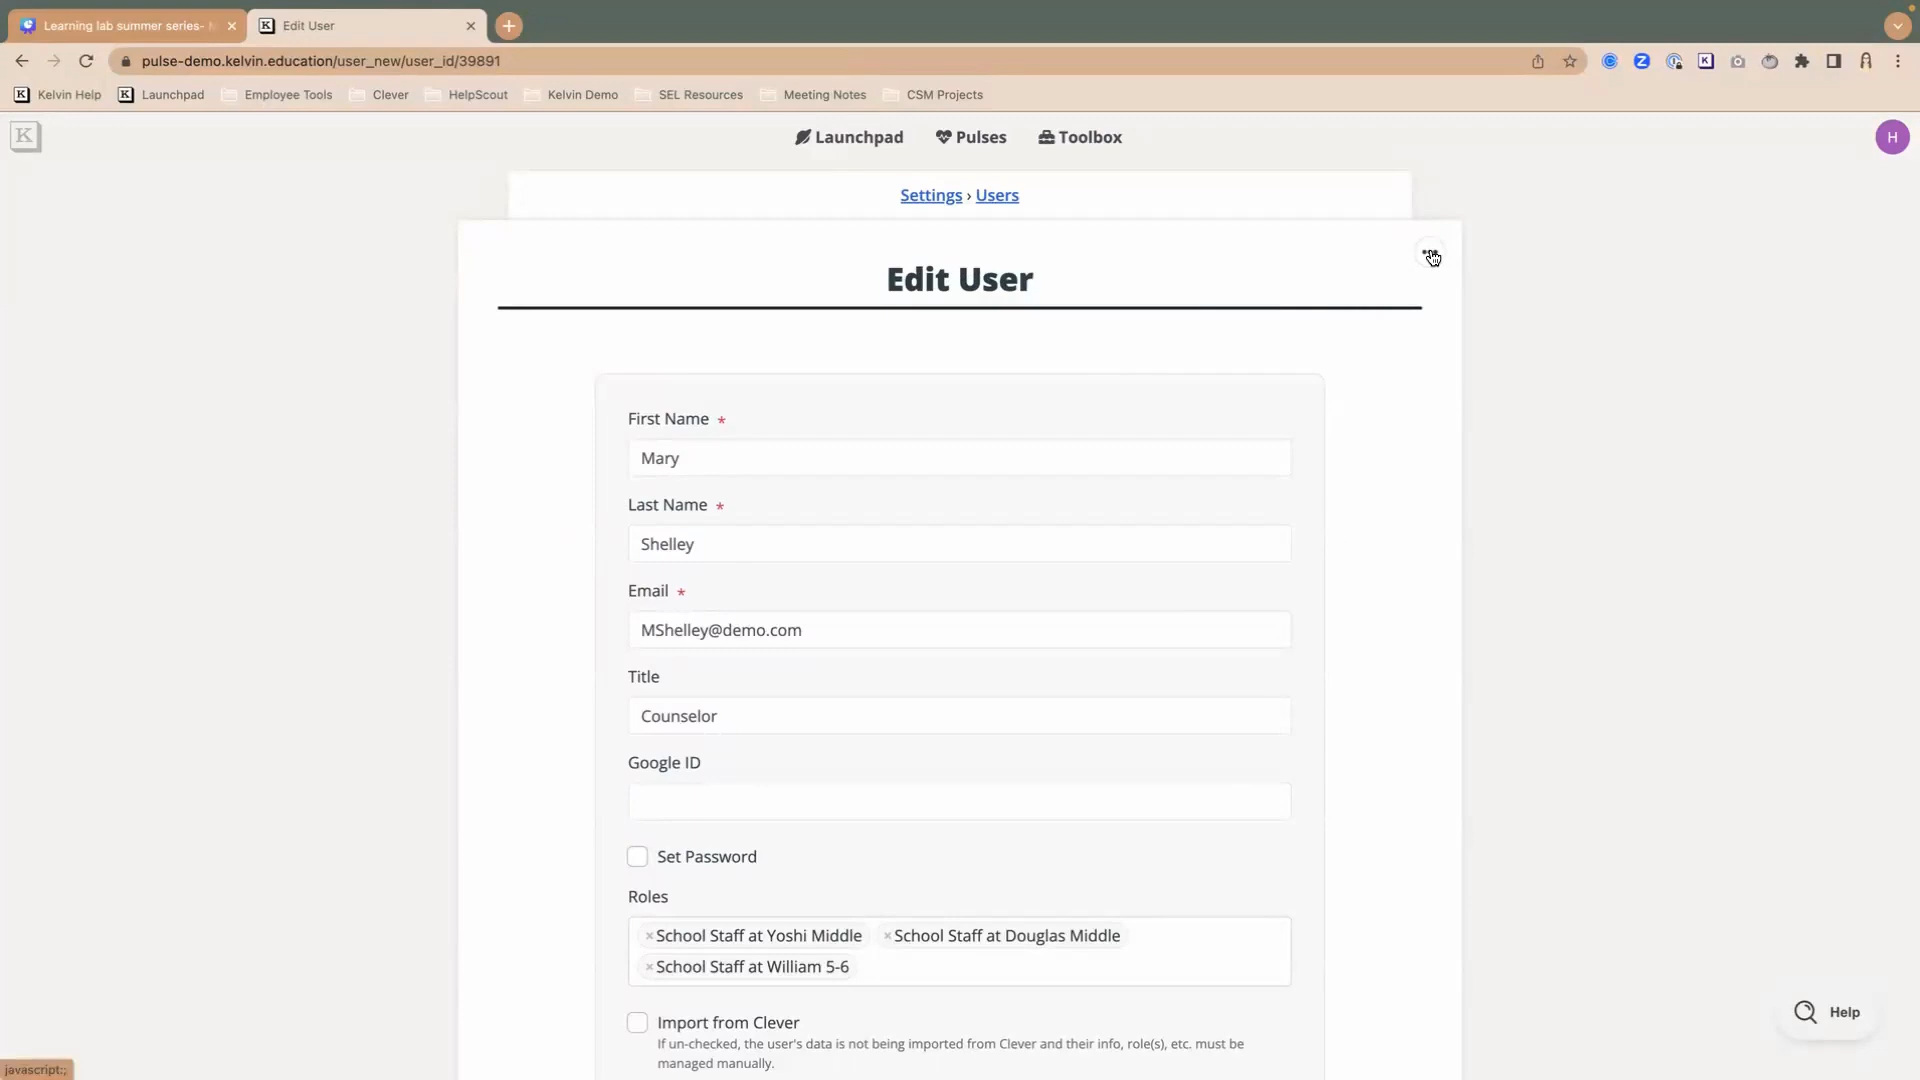 Learning lab summer series-
Edit User
pulse-demo.kelvin.education/user_new/user_id/39891
Kelvin Help
Launchpad
Employee Tools
Clever
HelpScout
Kelvin Demo
SEL Resources
Meeting Notes
CSM Projects
K
Launchpad
Pulses
Toolbox
H
Settings › Users
Edit User
First Name *
Mary
Last Name *
Shelley
Email *
MShelley@demo.com
Title
Counselor
Google ID
Set Password
Roles
×School Staff at Yoshi Middle ×School Staff at Douglas Middle
×School Staff at William 5-6
Import from Clever
If un-checked, the user's data is not being imported from Clever and their info, role(s), etc. must be
managed manually.
Help
javascript:;